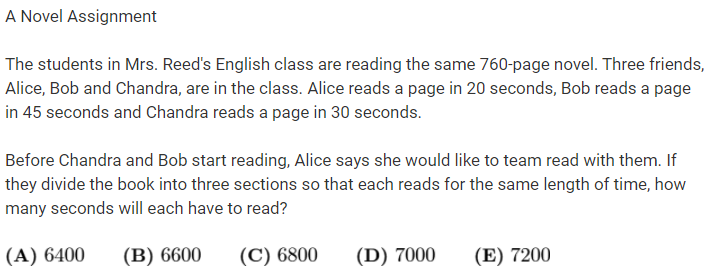 A Novel Assignment
The students in Mrs. Reed's English class are reading the same 760-page novel. Three friends,
Alice, Bob and Chandra, are in the class. Alice reads a page in 20 seconds, Bob reads a page
in 45 seconds and Chandra reads a page in 30 seconds.
Before Chandra and Bob start reading, Alice says she would like to team read with them. If
they divide the book into three sections so that each reads for the same length of time, how
many seconds will each have to read?
(A) 6400 (B) 6600 (C) 6800 (D) 7000 (E) 7200